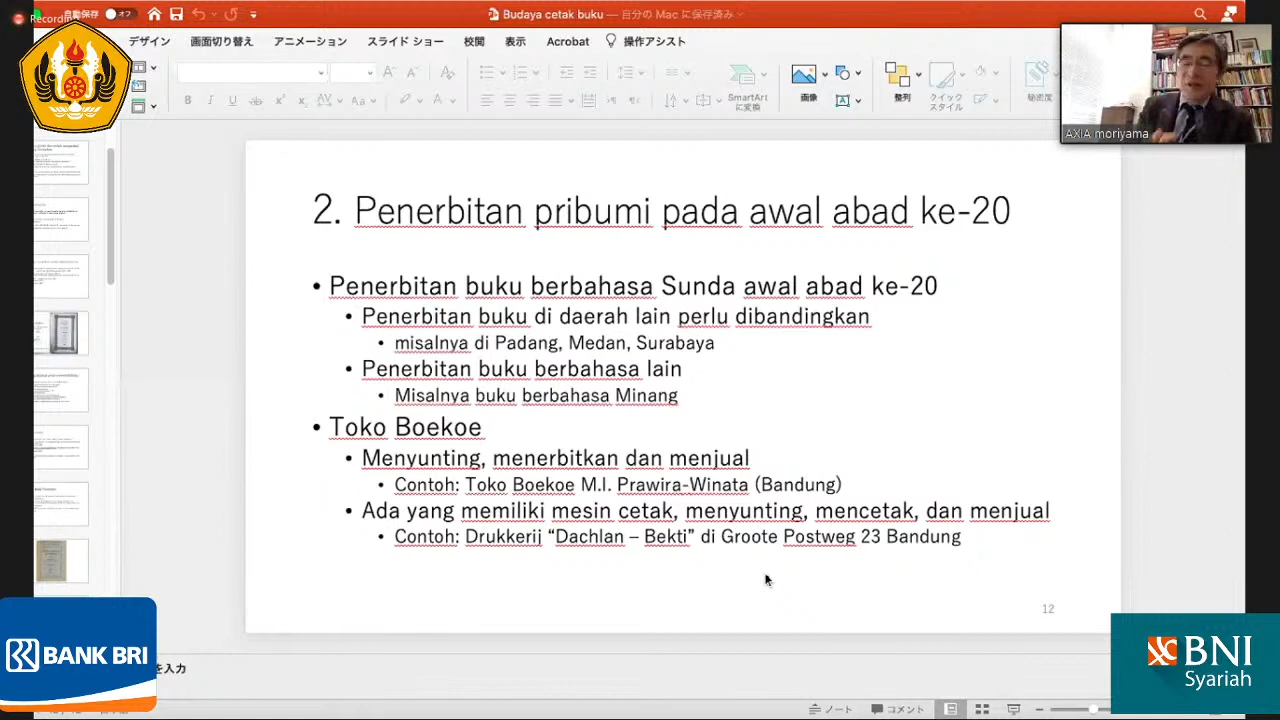 Recording
自動保存 オフ
Budaya cetak buku — 自分の Mac に保存済み
デザイン 画面切り替え アニメーション スライド ショー 校閲 表示 Acrobat 操作アシスト
SmartArt
に変換
画像
整列
クイック
スタイル
秘密度
AXIA moriyama
2. Penerbitan pribumi pada awal abad ke-20
• Penerbitan buku berbahasa Sunda awal abad ke-20
• Penerbitan buku di daerah lain perlu dibandingkan
• misalnya di Padang, Medan, Surabaya
• Penerbitan buku berbahasa lain
• Misalnya buku berbahasa Minang
• Toko Boekoe
• Menyunting, menerbitkan dan menjual
• Contoh: Toko Boekoe M.I. Prawira-Winata (Bandung)
• Ada yang memiliki mesin cetak, menyunting, mencetak, dan menjual
• Contoh: Drukkerij “Dachlan – Bekti” di Groote Postweg 23 Bandung
12
BANK BRI
を入力
BNI
Syariah
ノート コメント